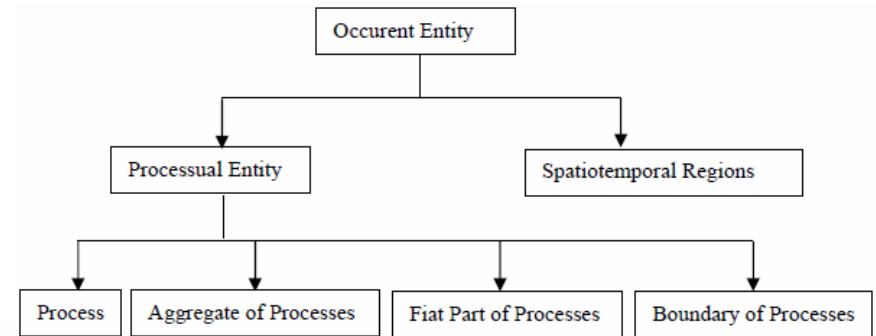 Occurent Entity
Processual Entity
Spatiotemporal Regions
Process
Aggregate of Processes
Fiat Part of Processes
Boundary of Processes